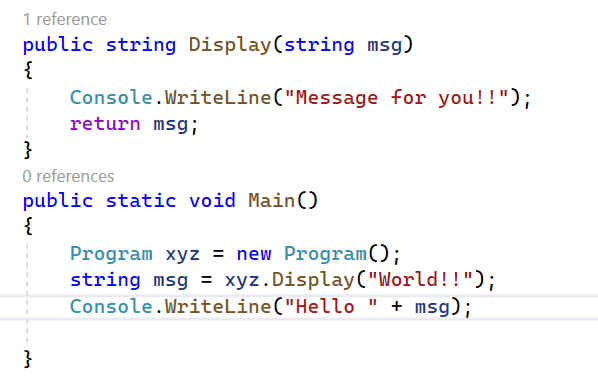 1 reference
public string Display(string msg)
{
    Console.WriteLine("Message for you!!");
    return msg;
}
0 references
public static void Main()
{
    Program xyz = new Program();
    string msg = xyz.Display("World!!");
    Console.WriteLine("Hello " + msg);
}